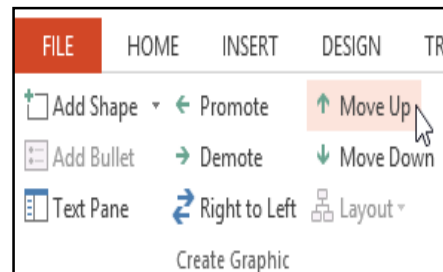 FILE HOME INSERT DESIGN TR
Add Shape Promote Move Up
Add Bullet Demote Move Down
Text Pane Right to Left Layout
Create Graphic